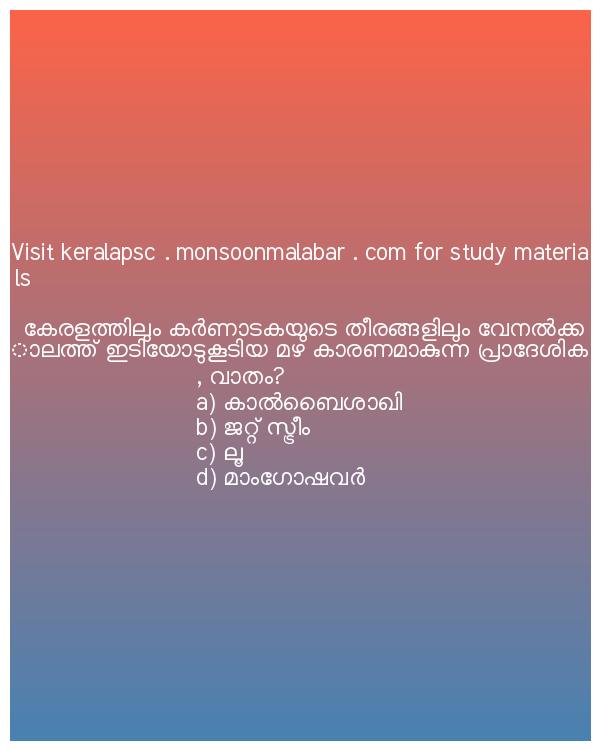 Visit keralapsc . monsoonmalabar . com for study materia
ls
കേരളത്തിലും കർണാടകയുടെ തീരങ്ങളിലും വേനൽക്ക
ാലത്ത് ഇടിയോടുകൂടിയ മഴ കാരണമാകുന്ന പ്രാദേശിക
, വാതം?
a) കാൽബൈശാഖി
b) ജറ്റ് സ്ട്രീം
c) ലൂ
d) മാംഗോഷവർ